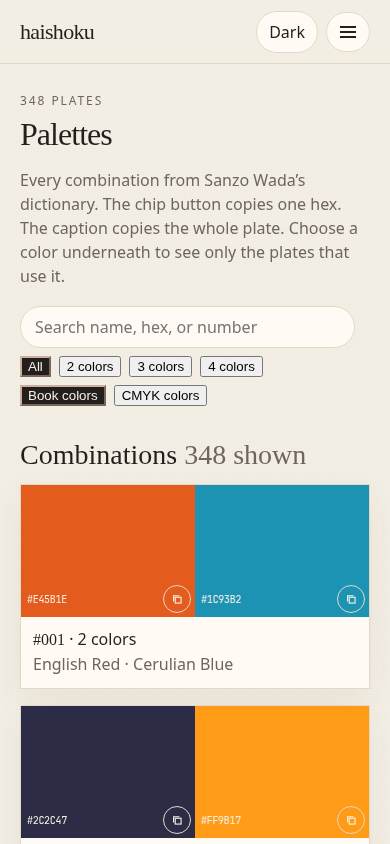 haishoku
Dark
348 PLATES
Palettes
Every combination from Sanzo Wada’s
dictionary. The chip button copies one hex.
The caption copies the whole plate. Choose a
color underneath to see only the plates that
use it.
Search name, hex, or number
All 2 colors 3 colors 4 colors
Book colors CMYK colors
Combinations 348 shown
#E45B1E #1C93B2
#001 · 2 colors
English Red · Cerulian Blue
#2C2C47 #FF9B17